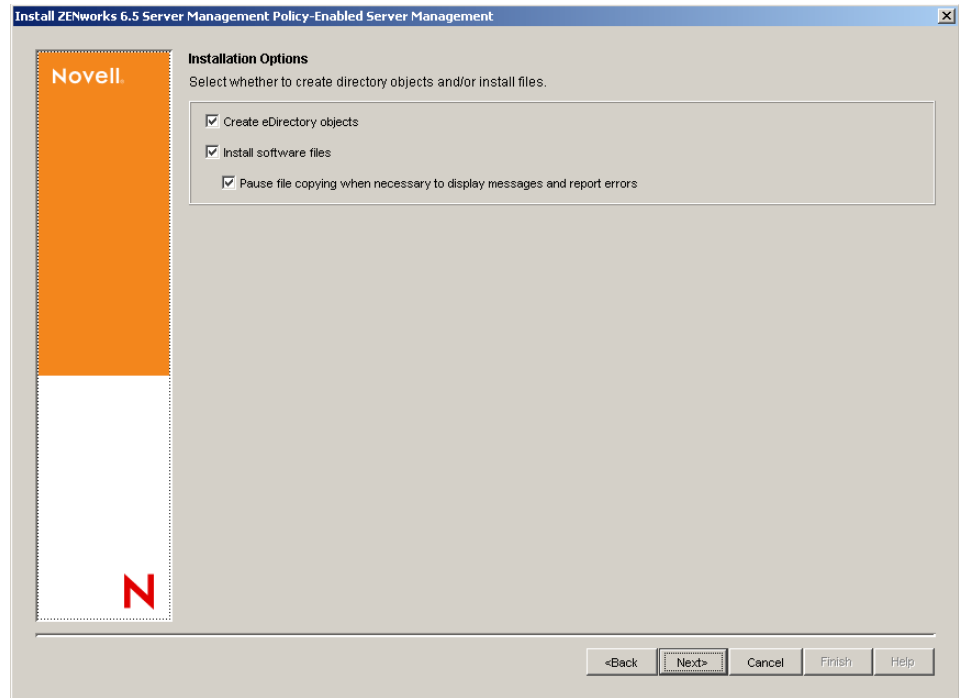 Install ZENworks 6.5 Server Management Policy-Enabled Server Management
Novell.
Installation Options
Select whether to create directory objects and/or install files.
Create eDirectory objects
Install software files
Pause file copying when necessary to display messages and report errors
N
<Back Next> Cancel Finish Help